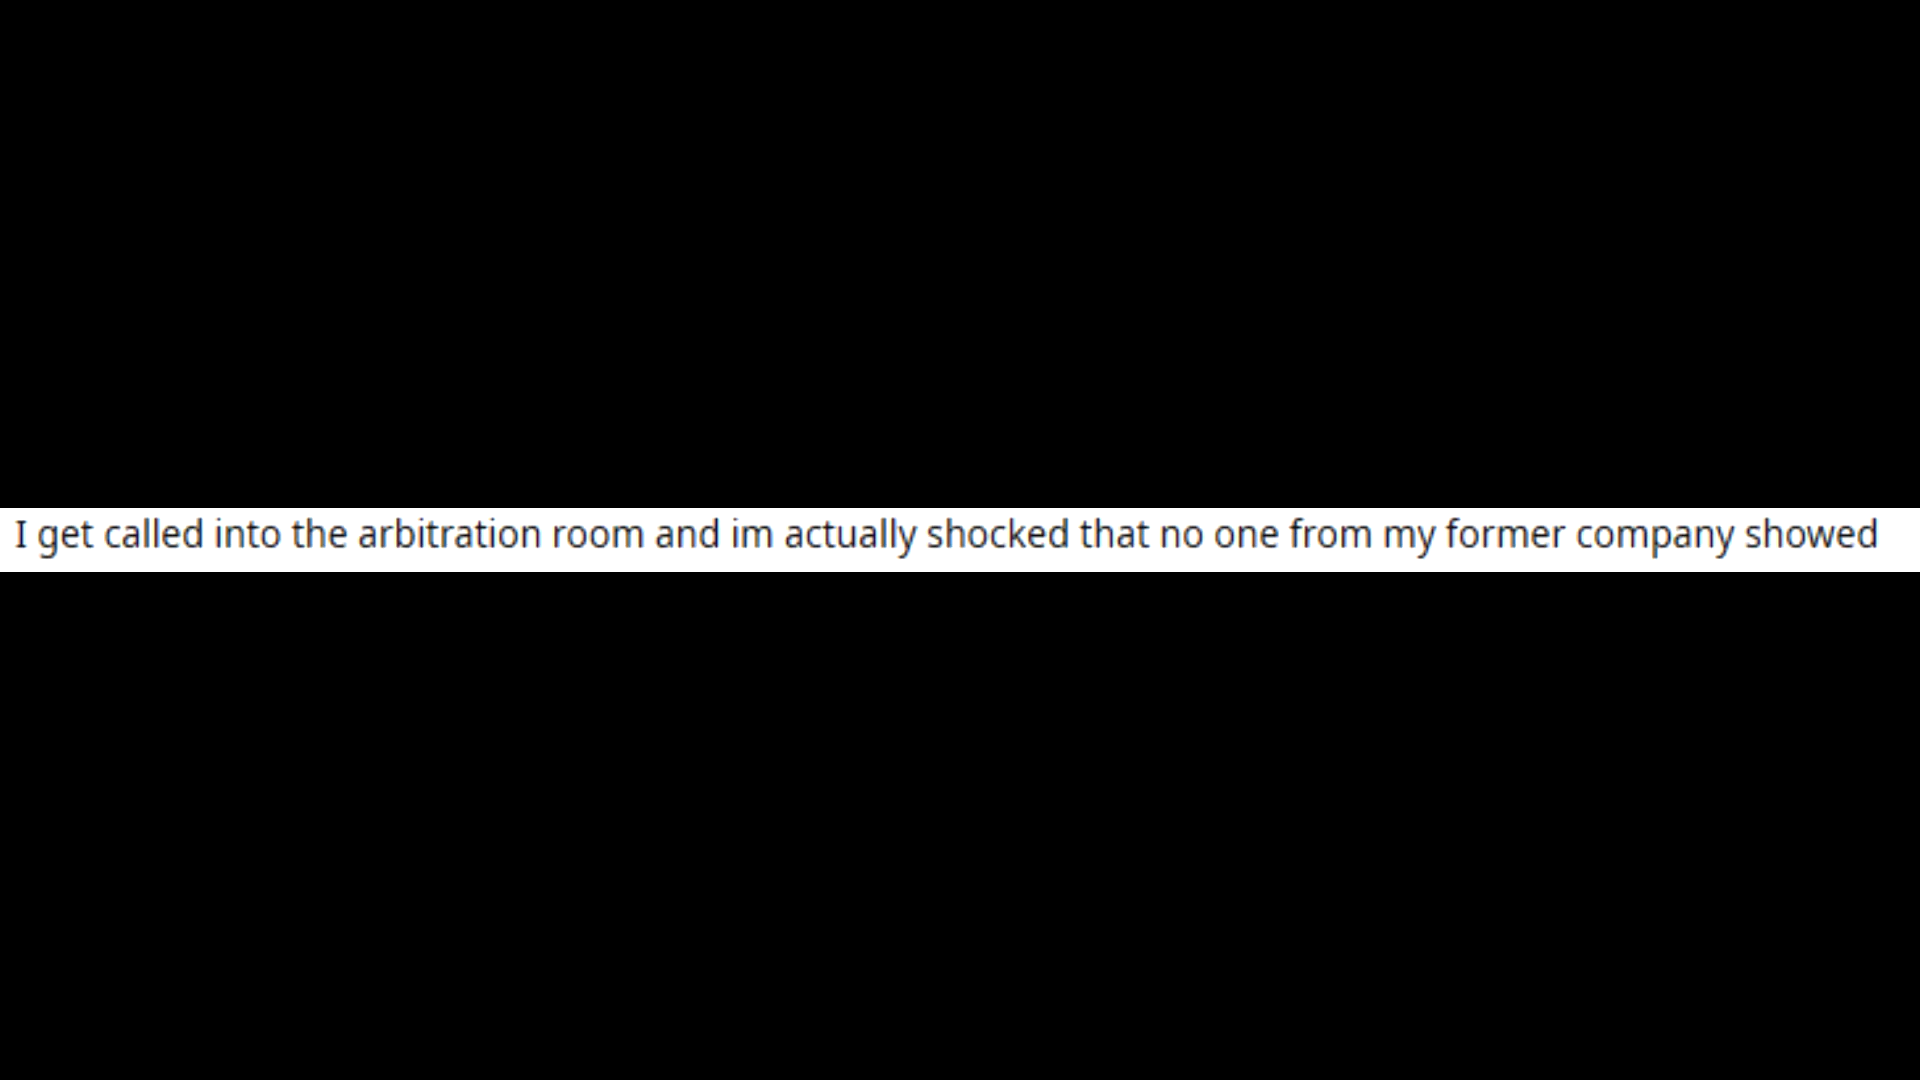 I get called into the arbitration room and im actually shocked that no one from my former company showed